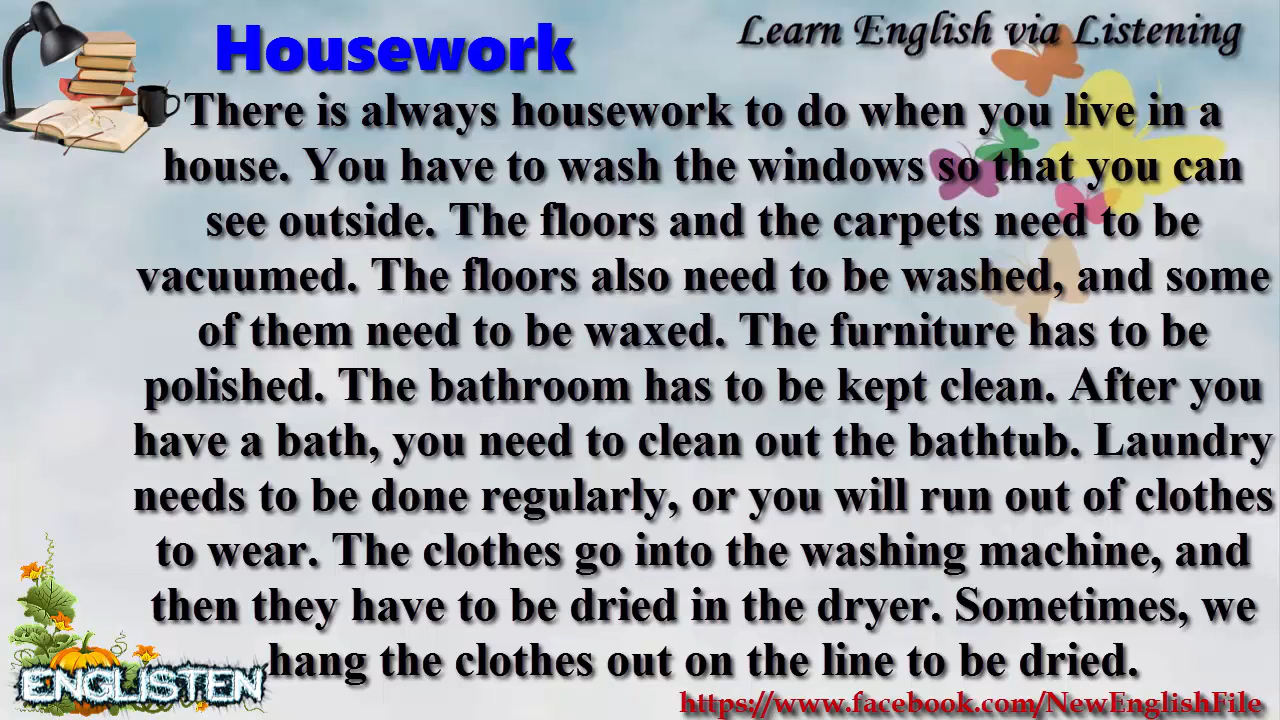 Housework
Learn English via Listening
There is always housework to do when you live in a
house. You have to wash the windows so that you can
see outside. The floors and the carpets need to be
vacuumed. The floors also need to be washed, and some
of them need to be waxed. The furniture has to be
polished. The bathroom has to be kept clean. After you
have a bath, you need to clean out the bathtub. Laundry
needs to be done regularly, or you will run out of clothes
to wear. The clothes go into the washing machine, and
then they have to be dried in the dryer. Sometimes, we
hang the clothes out on the line to be dried.
ENGLISTEN
https://www.facebook.com/NewEnglishFile